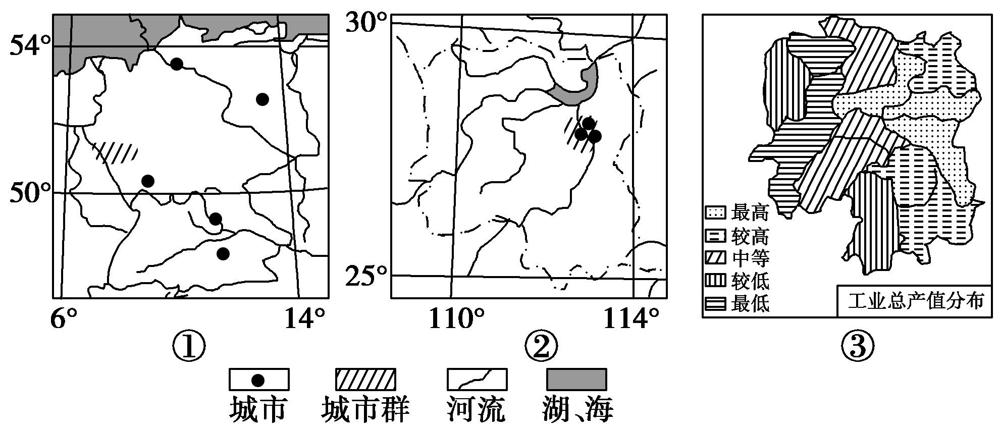 54°
50°
6° 14°
①
30°
25°
110° 114°
②
最高
较高
中等
较低
最低
工业总产值分布
③
城市 城市群 河流 湖、海